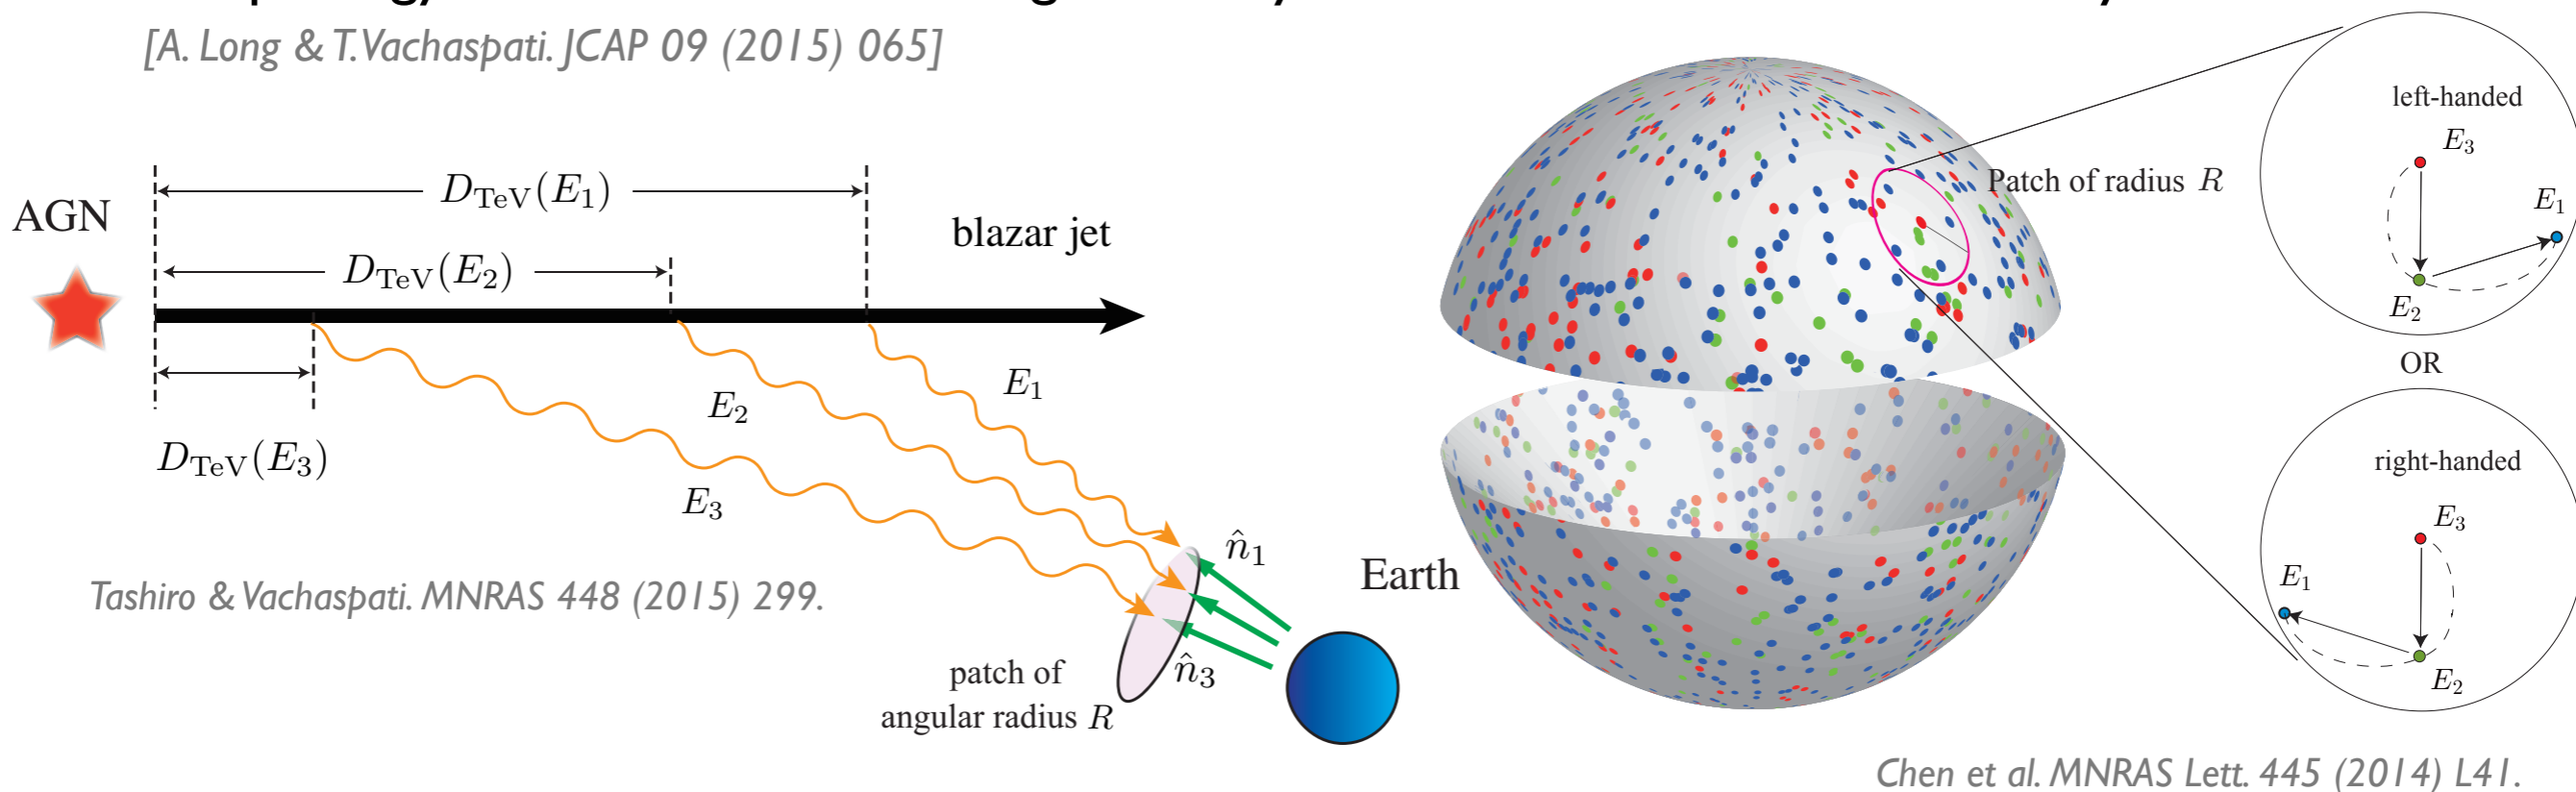 [A. Long & T. Vachaspati. JCAP 09 (2015) 065]
AGN
D_TeV(E_1)
D_TeV(E_2)
D_TeV(E_3)
blazar jet
E_1
E_2
E_3
n̂_1
n̂_3
patch of
angular radius R
Earth
Tashiro & Vachaspati. MNRAS 448 (2015) 299.
Patch of radius R
left-handed
E_3
E_1
E_2
OR
right-handed
E_3
E_1
E_2
Chen et al. MNRAS Lett. 445 (2014) L41.